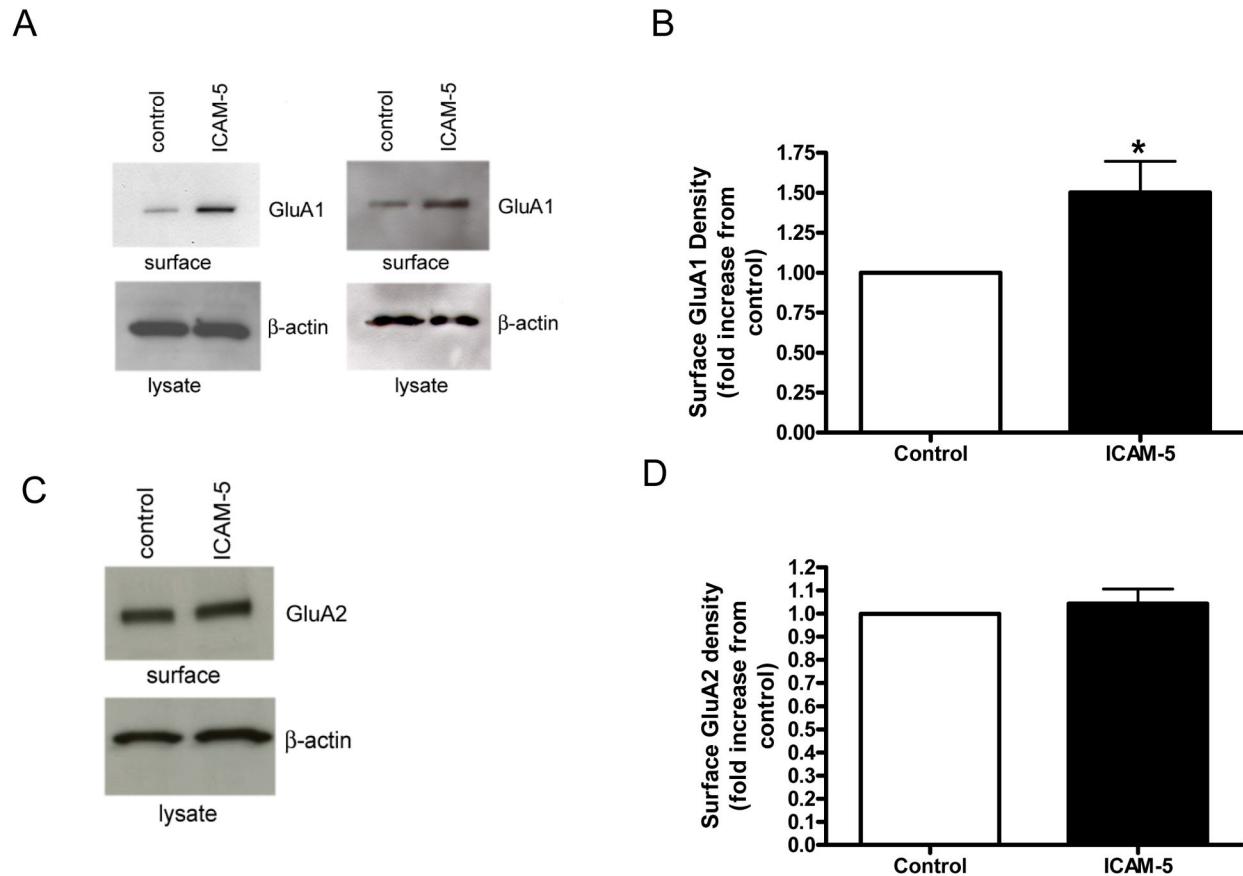 A
control
ICAM-5
GluA1
surface
β-actin
lysate
control
ICAM-5
GluA1
surface
β-actin
lysate
B
Surface GluA1 Density
(fold increase from
control)
1.75
1.50
1.25
1.00
0.75
0.50
0.25
0.00
*
Control
ICAM-5
C
control
ICAM-5
GluA2
surface
β-actin
lysate
D
Surface GluA2 density
(fold increase from
control)
1.2
1.1
1.0
0.9
0.8
0.7
0.6
0.5
0.4
0.3
0.2
0.1
0.0
Control
ICAM-5